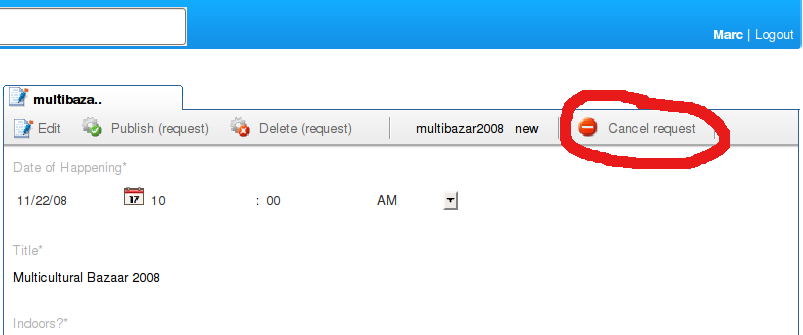 Marc | Logout
multibaza..
Edit Publish (request) Delete (request) multibazar2008 new Cancel request
Date of Happening*
11/22/08 17 10 : 00 AM
Title*
Multicultural Bazaar 2008
Indoors?*